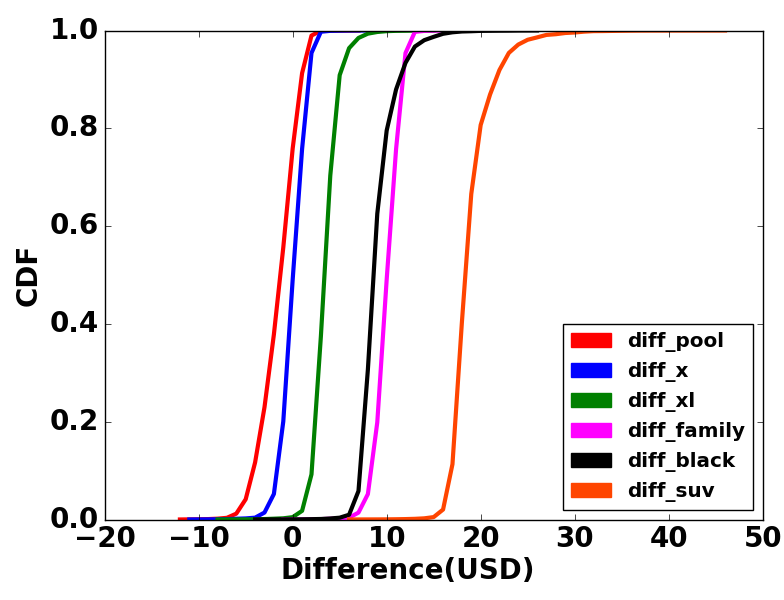 1.0
0.8
0.6
0.4
0.2
0.0
CDF
−20 −10 0 10 20 30 40 50
Difference(USD)
diff_pool
diff_x
diff_xl
diff_family
diff_black
diff_suv